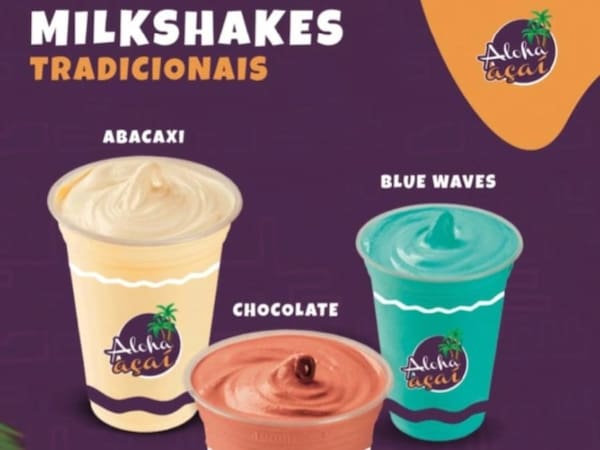 MILKSHAKES
TRADICIONAIS
Aloha
açaí
ABACAXI
BLUE WAVES
CHOCOLATE
Aloha
açaí
Aloha
açaí